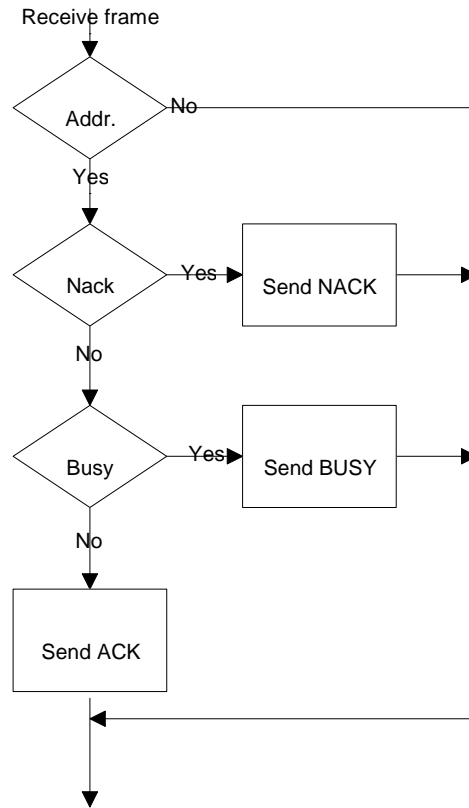 Receive frame
No
Addr.
Yes
Nack
Yes
Send NACK
No
Busy
Yes
Send BUSY
No
Send ACK